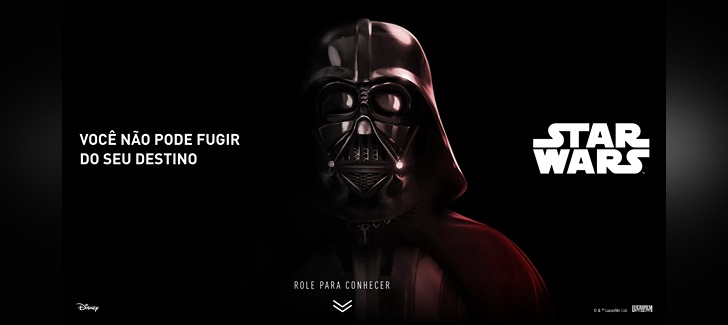 VOCÊ NÃO PODE FUGIR
DO SEU DESTINO
STAR
WARS
ROLE PARA CONHECER
Disney
© & ™ Lucasfilm Ltd.
LUCASFILM